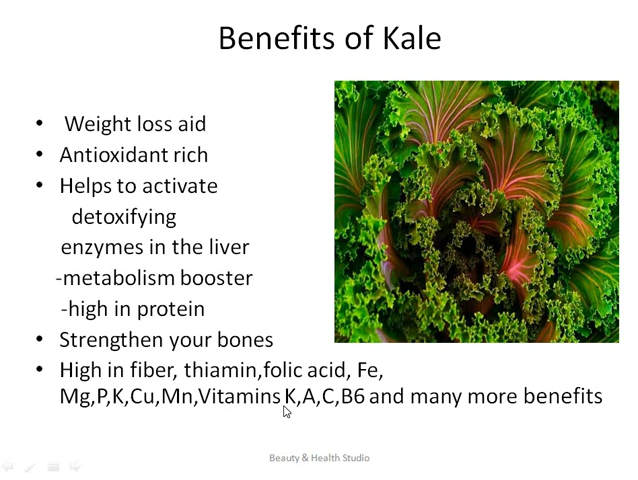 Benefits of Kale
• Weight loss aid
• Antioxidant rich
• Helps to activate
detoxifying
enzymes in the liver
-metabolism booster
-high in protein
• Strengthen your bones
• High in fiber, thiamin,folic acid, Fe,
Mg,P,K,Cu,Mn,Vitamins K,A,C,B6 and many more benefits
Beauty & Health Studio